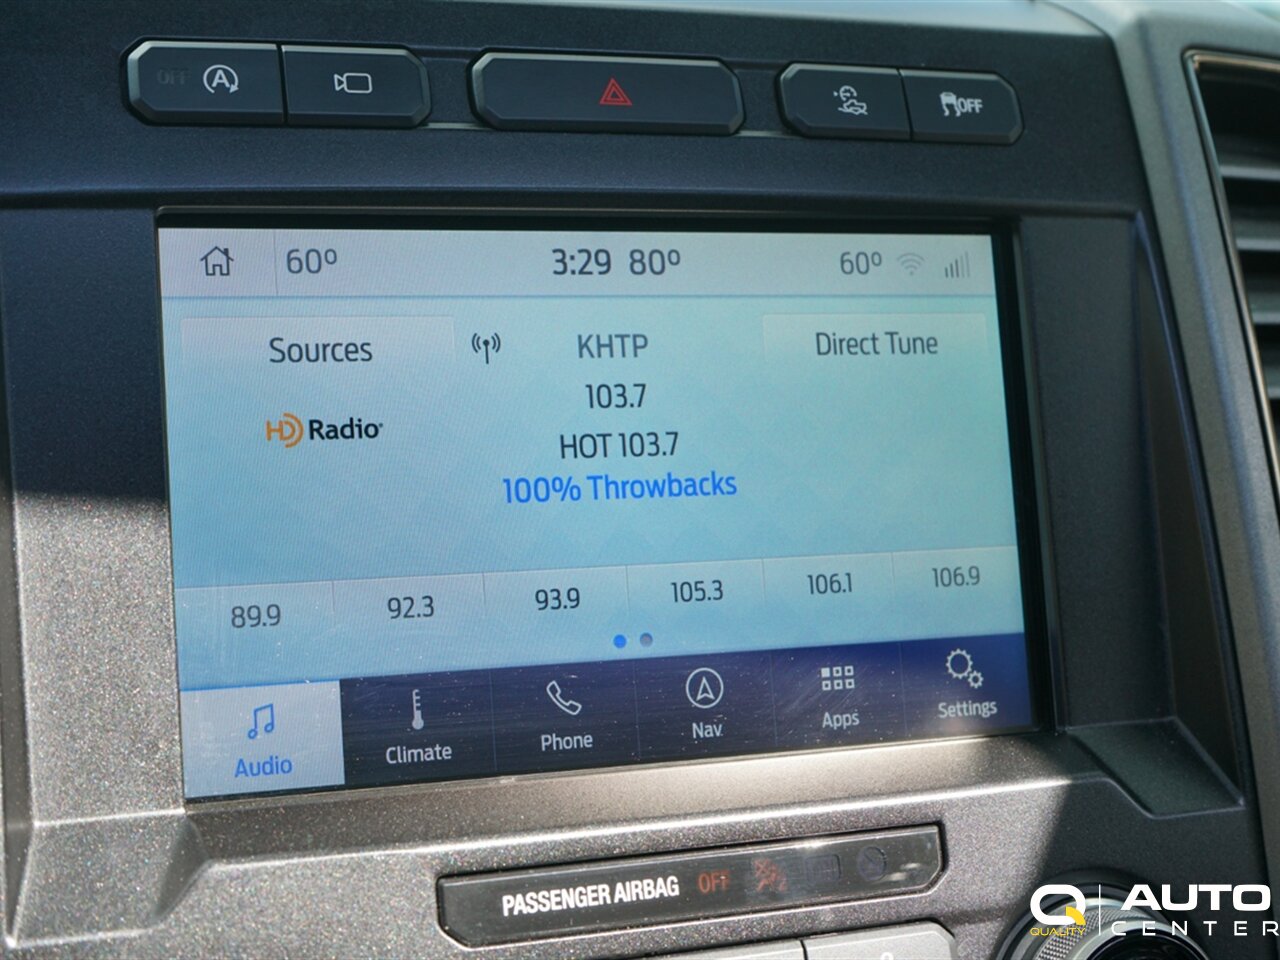 OFF A
OFF
60° 3:29 80° 60°
Sources KHTP Direct Tune
103.7
HD Radio HOT 103.7
100% Throwbacks
89.9 92.3 93.9 105.3 106.1 106.9
Audio Climate Phone Nav Apps Settings
PASSENGER AIRBAG OFF
Q QUALITY AUTO
CENTER